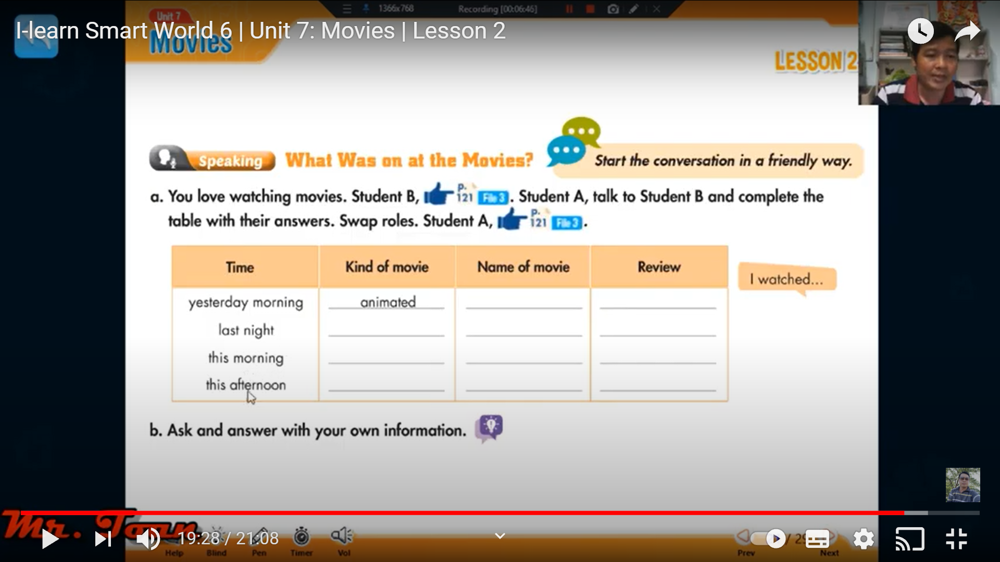 Unit 7
1366x768
Recording [00:06:46]
I-learn Smart World 6 | Unit 7: Movies | Lesson 2
Movies
LESSON 2
Speaking
What Was on at the Movies?
Start the conversation in a friendly way.
a. You love watching movies. Student B, p. 121 File 3. Student A, talk to Student B and complete the
table with their answers. Swap roles. Student A, p. 121 File 3.
Time Kind of movie Name of movie Review
I watched...
yesterday morning animated
last night
this morning
this afternoon
b. Ask and answer with your own information.
Mr. Toan
19:28 / 21:08
/ 29
Help Blind Pen Timer Vol Prev Next